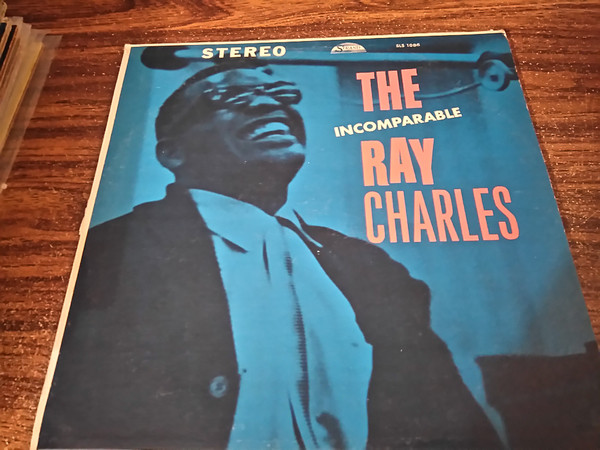 STEREO
THE
INCOMPARABLE
RAY
CHARLES